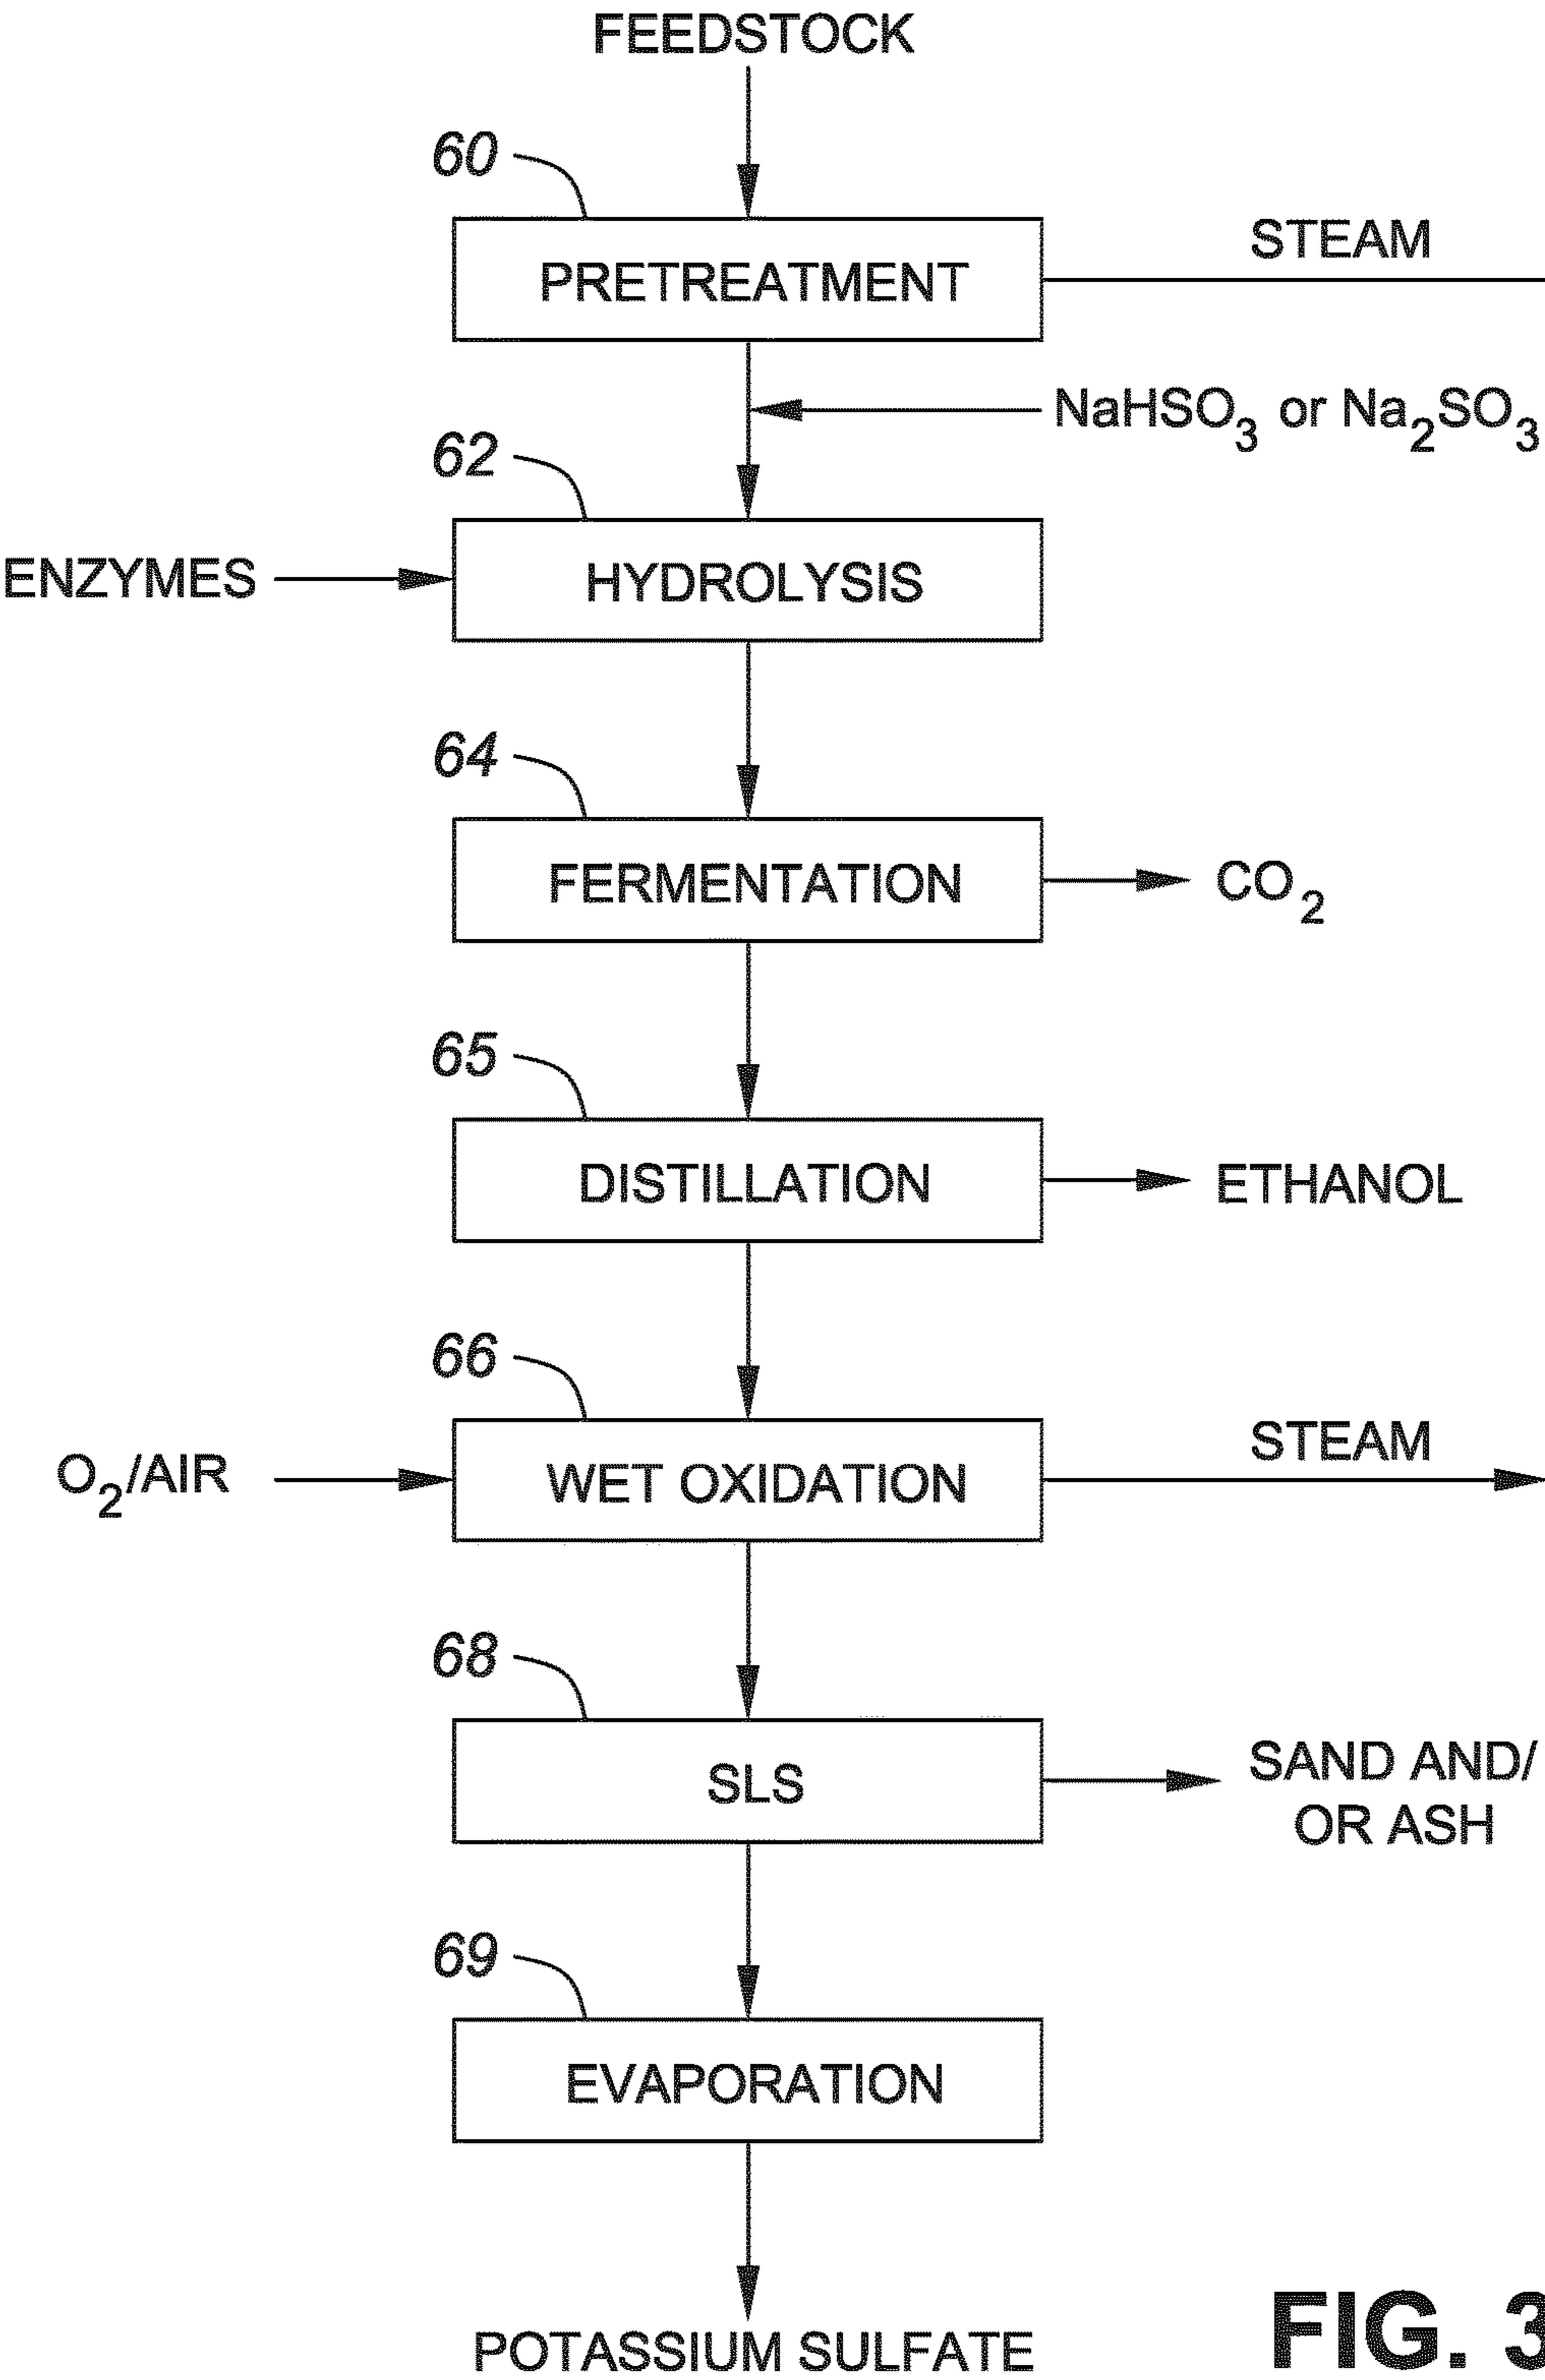 FEEDSTOCK
60
PRETREATMENT
STEAM
NaHSO₃ or Na₂SO₃
62
ENZYMES
HYDROLYSIS
64
FERMENTATION
CO₂
65
DISTILLATION
ETHANOL
66
O₂/AIR
WET OXIDATION
STEAM
68
SLS
SAND AND/
OR ASH
69
EVAPORATION
POTASSIUM SULFATE
FIG. 3